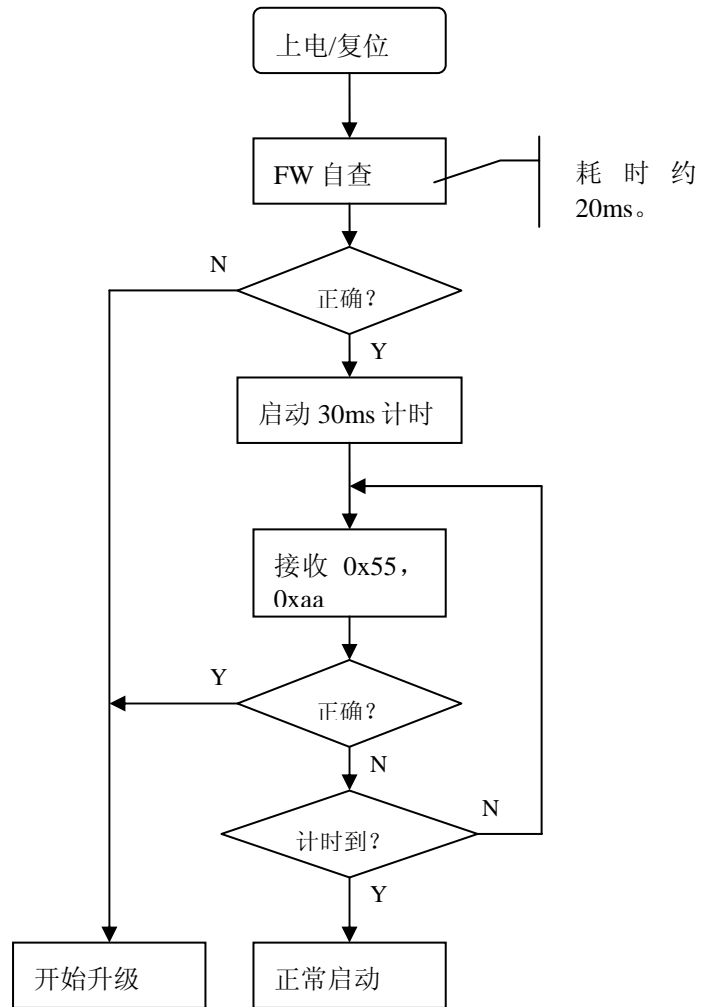 上电/复位
FW 自查
耗时约
20ms。
N
正确?
Y
启动 30ms 计时
接收 0x55，
0xaa
Y
正确?
N
N
计时到?
Y
开始升级
正常启动